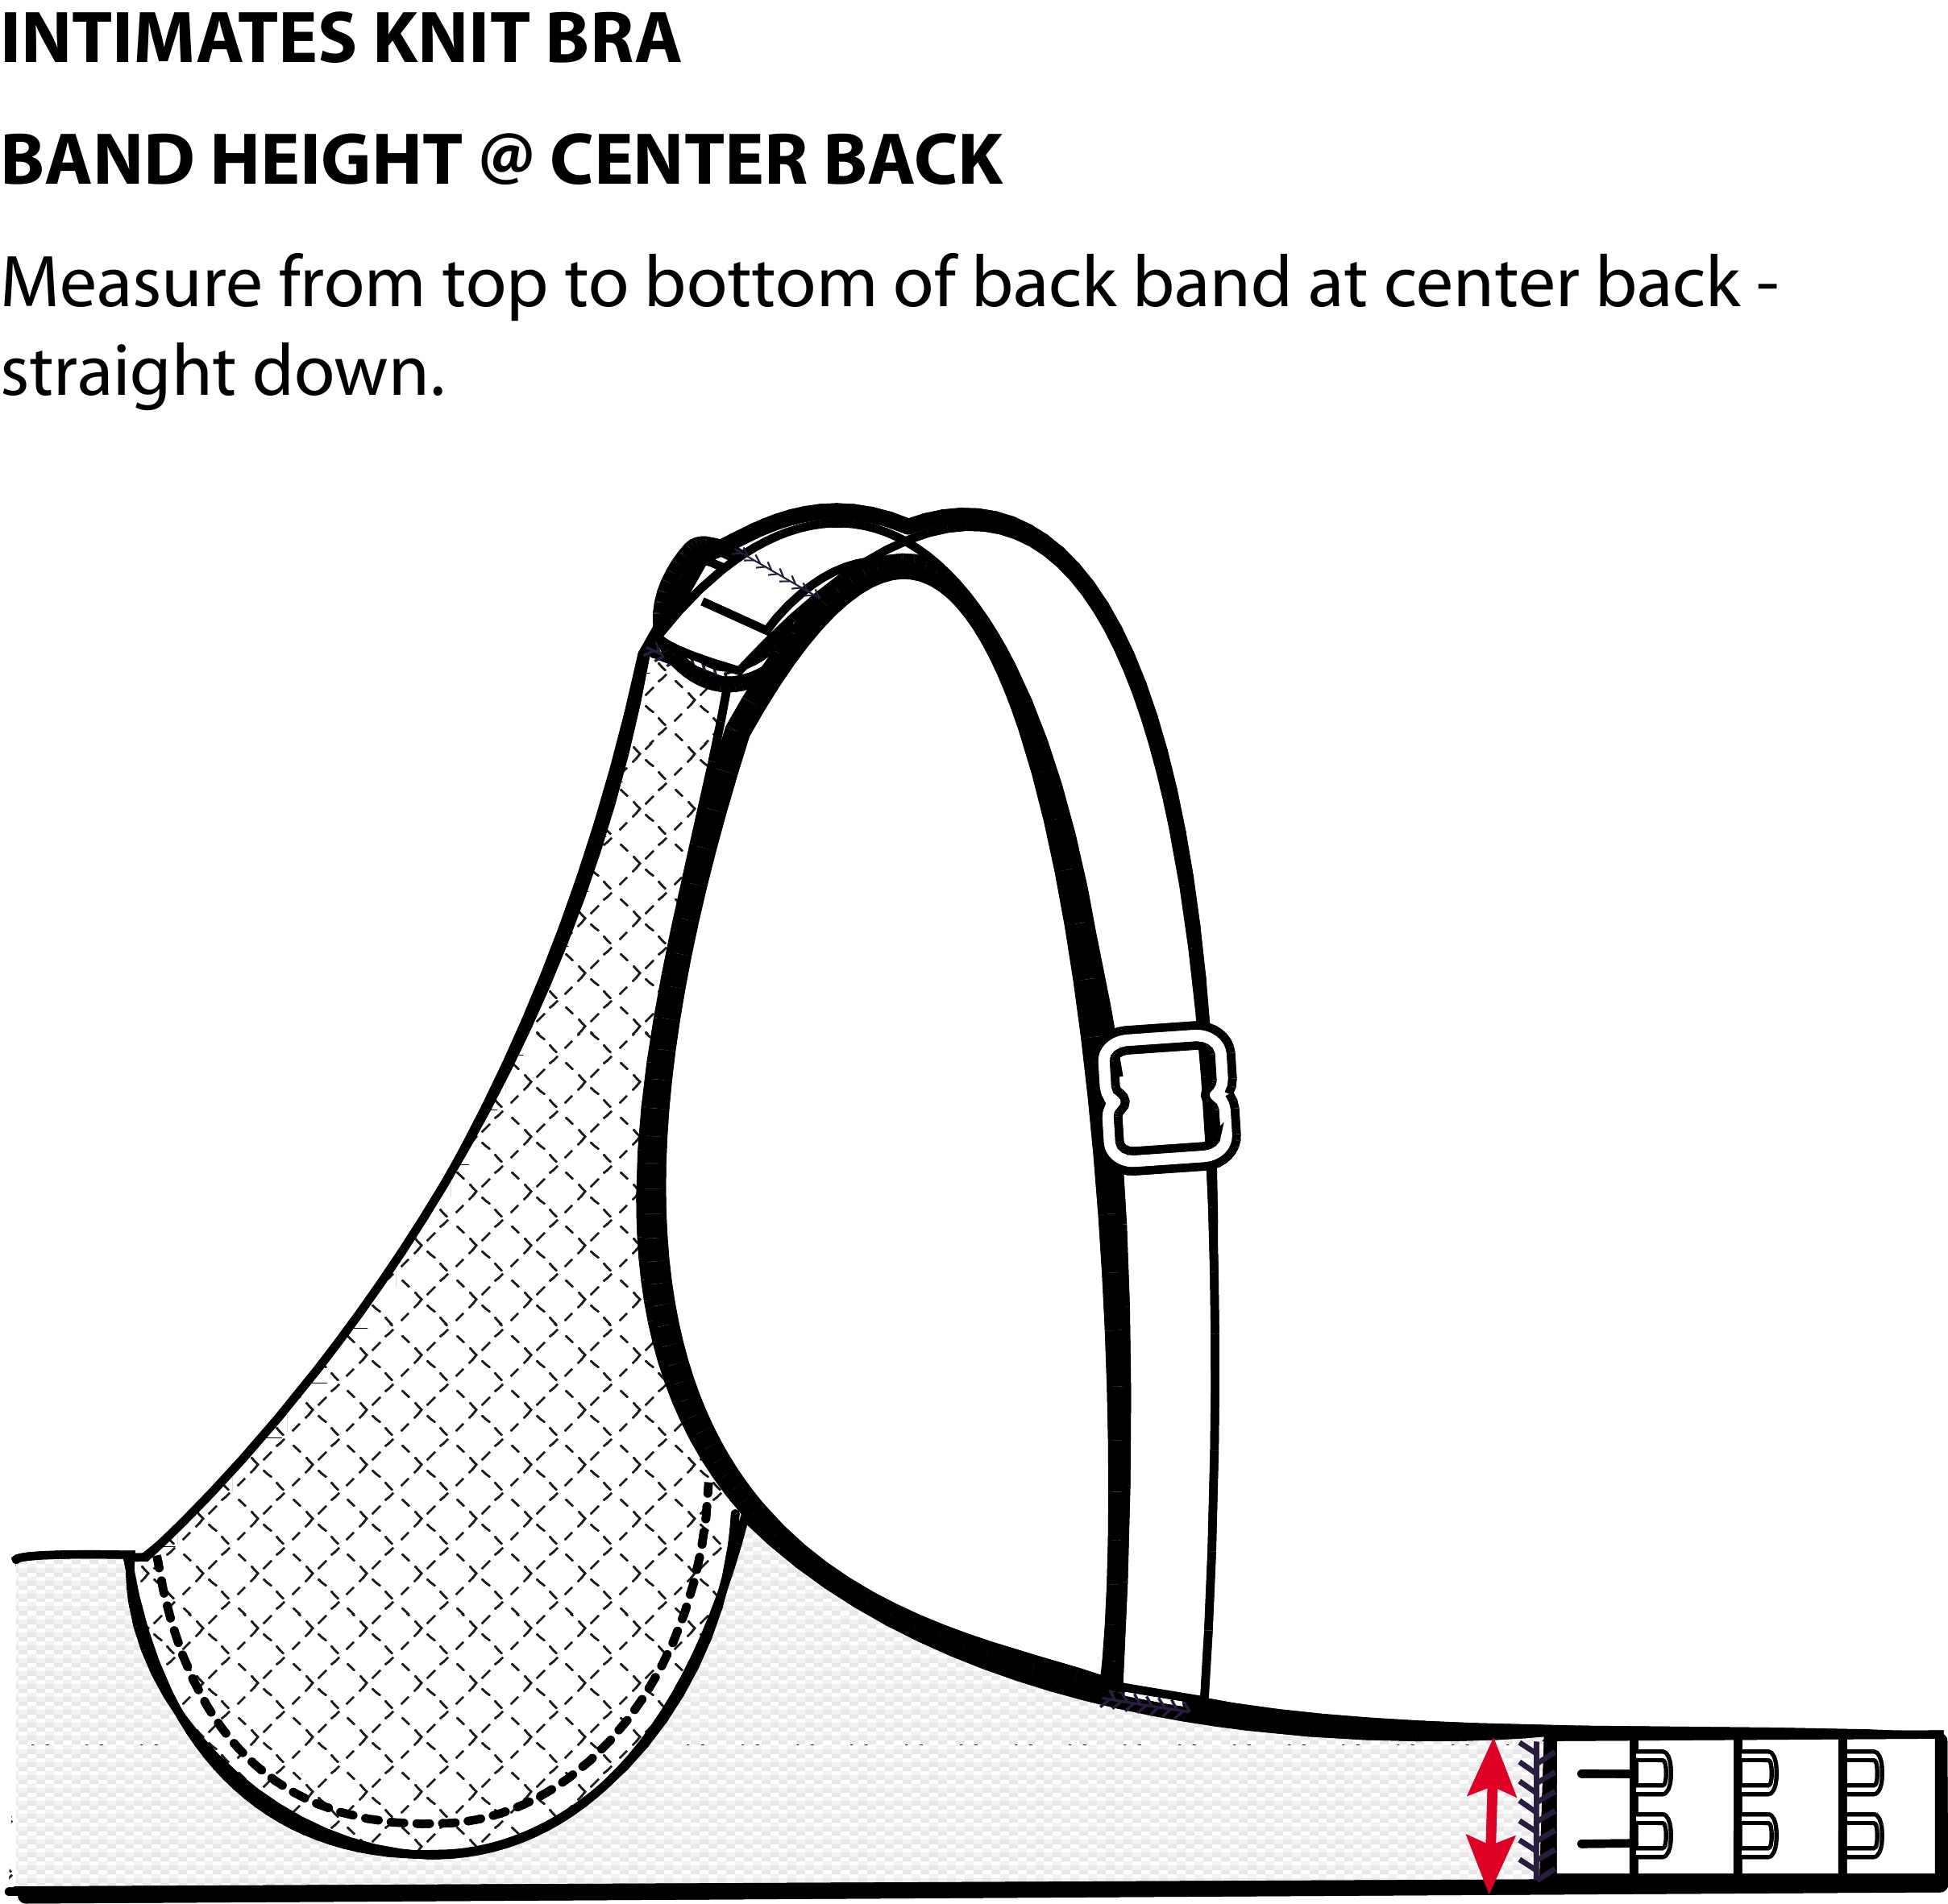 INTIMATES KNIT BRA
BAND HEIGHT @ CENTER BACK
Measure from top to bottom of back band at center back -
straight down.